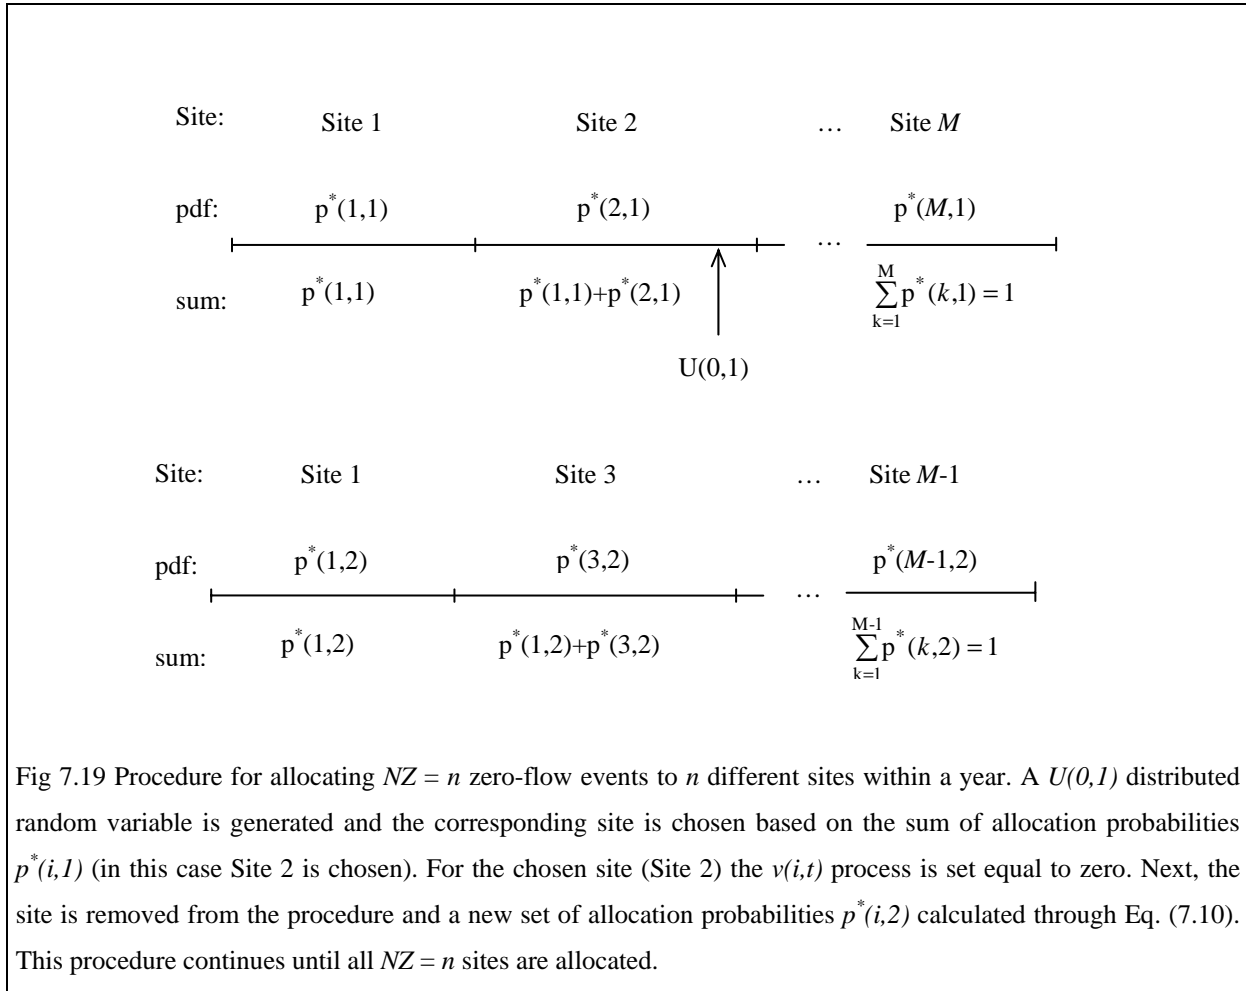 Site: Site 1 Site 2 … Site M
pdf: p*(1,1) p*(2,1) p*(M,1)
…
sum: p*(1,1) p*(1,1)+p*(2,1) M∑k=1 p*(k,1) = 1
U(0,1)
Site: Site 1 Site 3 … Site M-1
pdf: p*(1,2) p*(3,2) p*(M-1,2)
…
sum: p*(1,2) p*(1,2)+p*(3,2) M-1∑k=1 p*(k,2) = 1
Fig 7.19 Procedure for allocating NZ = n zero-flow events to n different sites within a year. A U(0,1) distributed
random variable is generated and the corresponding site is chosen based on the sum of allocation probabilities
p*(i,1) (in this case Site 2 is chosen). For the chosen site (Site 2) the v(i,t) process is set equal to zero. Next, the
site is removed from the procedure and a new set of allocation probabilities p*(i,2) calculated through Eq. (7.10).
This procedure continues until all NZ = n sites are allocated.